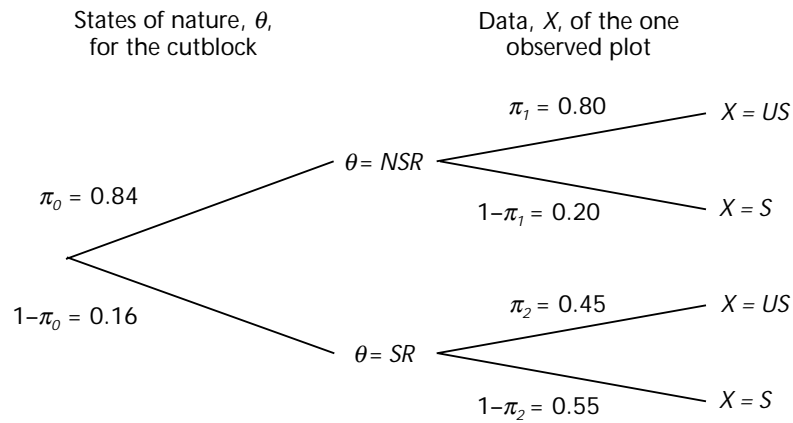 States of nature, θ,
for the cutblock
Data, X, of the one
observed plot
π₁ = 0.80
X = US
θ = NSR
π₀ = 0.84
1–π₁ = 0.20
X = S
π₂ = 0.45
X = US
1–π₀ = 0.16
θ = SR
1–π₂ = 0.55
X = S